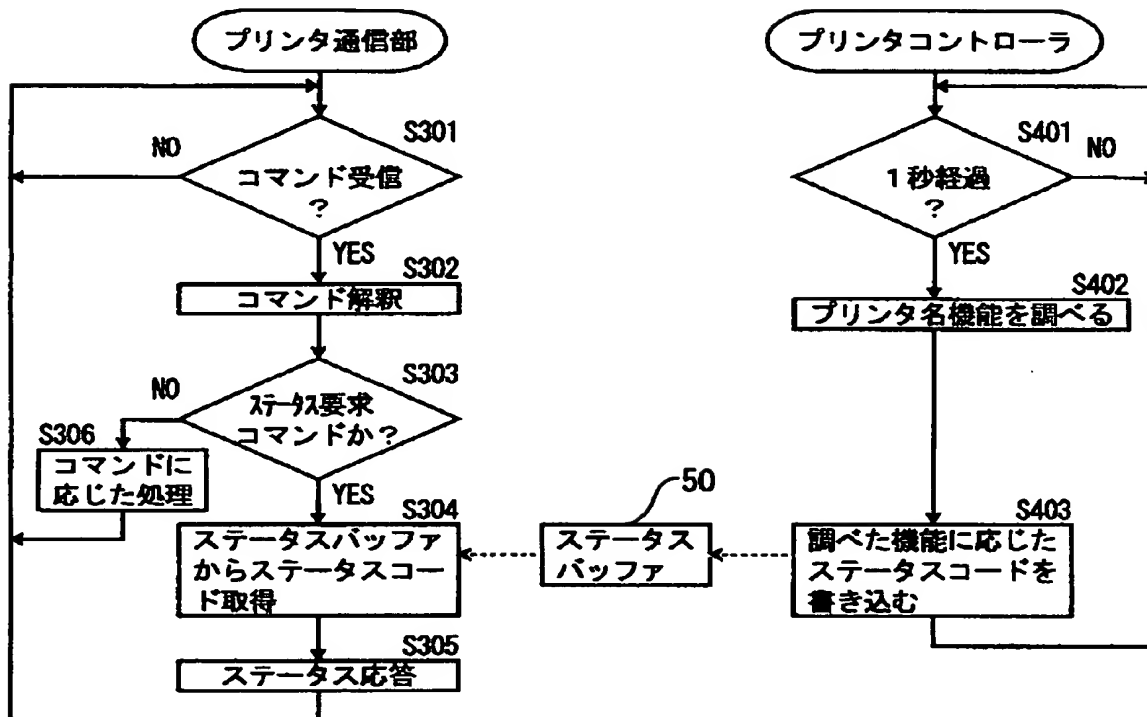 プリンタ通信部
S301
NO
コマンド受信
?
YES
S302
コマンド解釈
S303
NO
ステータス要求
コマンドか?
S306
コマンドに
応じた処理
YES
S304
ステータスバッファ
からステータスコー
ド取得
S305
ステータス応答
50
ステータス
バッファ
プリンタコントローラ
S401
NO
1秒経過
?
YES
S402
プリンタ名機能を調べる
S403
調べた機能に応じた
ステータスコードを
書き込む